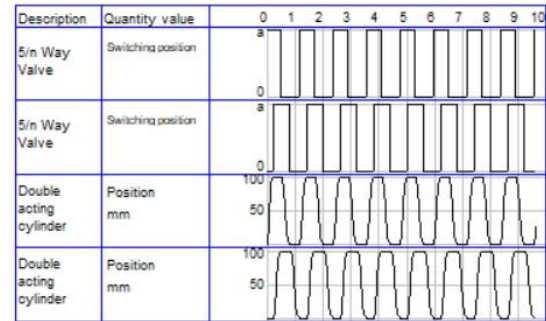 Description Quantity value 0 1 2 3 4 5 6 7 8 9 10
5/n Way
Valve
Switching position
a
0
5/n Way
Valve
Switching position
a
0
Double
acting
cylinder
Position
mm
100
50
Double
acting
cylinder
Position
mm
100
50